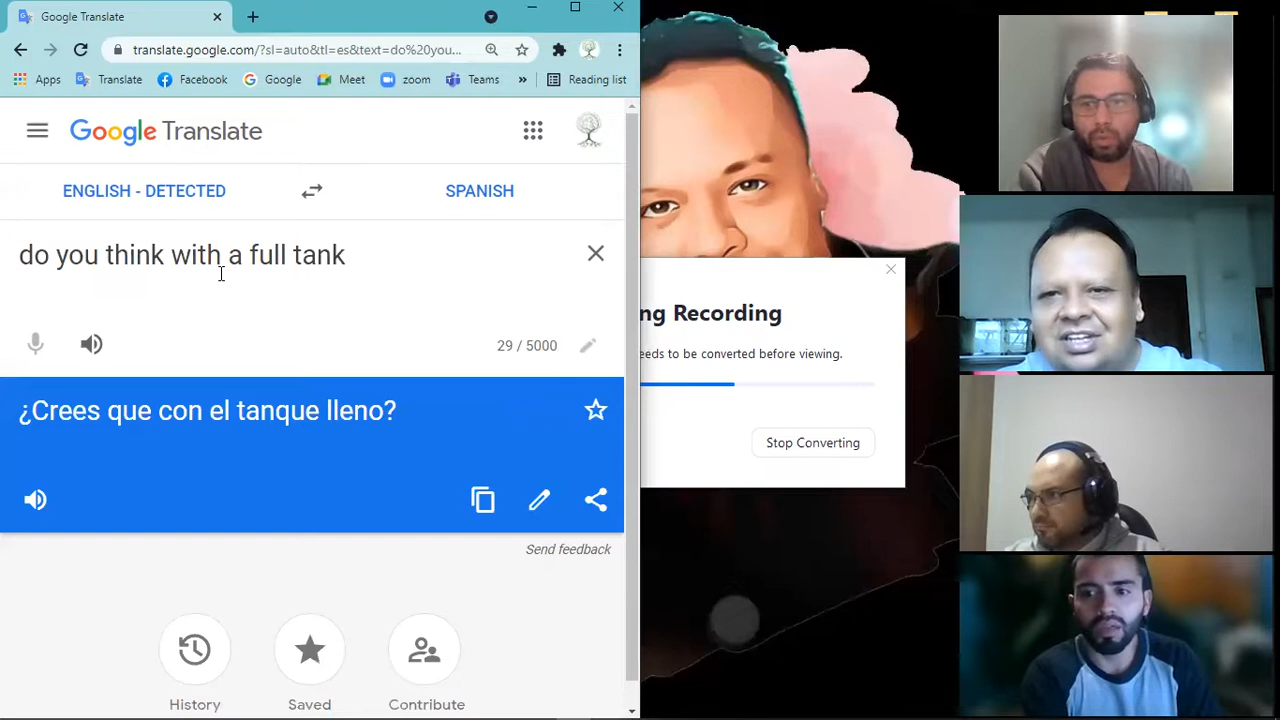 Google Translate
translate.google.com/?sl=auto&tl=es&text=do%20you...
Apps Translate Facebook Google Meet zoom Teams » Reading list
Google Translate
ENGLISH - DETECTED SPANISH
do you think with a full tank
29 / 5000
¿Crees que con el tanque lleno?
Send feedback
History Saved Contribute
ng Recording
eeds to be converted before viewing.
Stop Converting